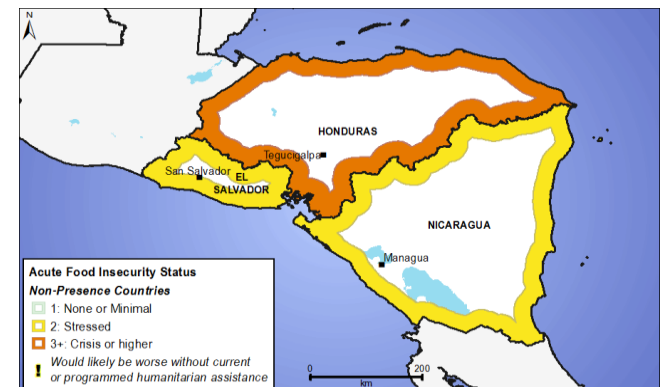 N
HONDURAS
Tegucigalpa
San Salvador
EL
SALVADOR
NICARAGUA
Managua
Acute Food Insecurity Status
Non-Presence Countries
1: None or Minimal
2: Stressed
3+: Crisis or higher
! Would likely be worse without current
or programmed humanitarian assistance
0 200
km